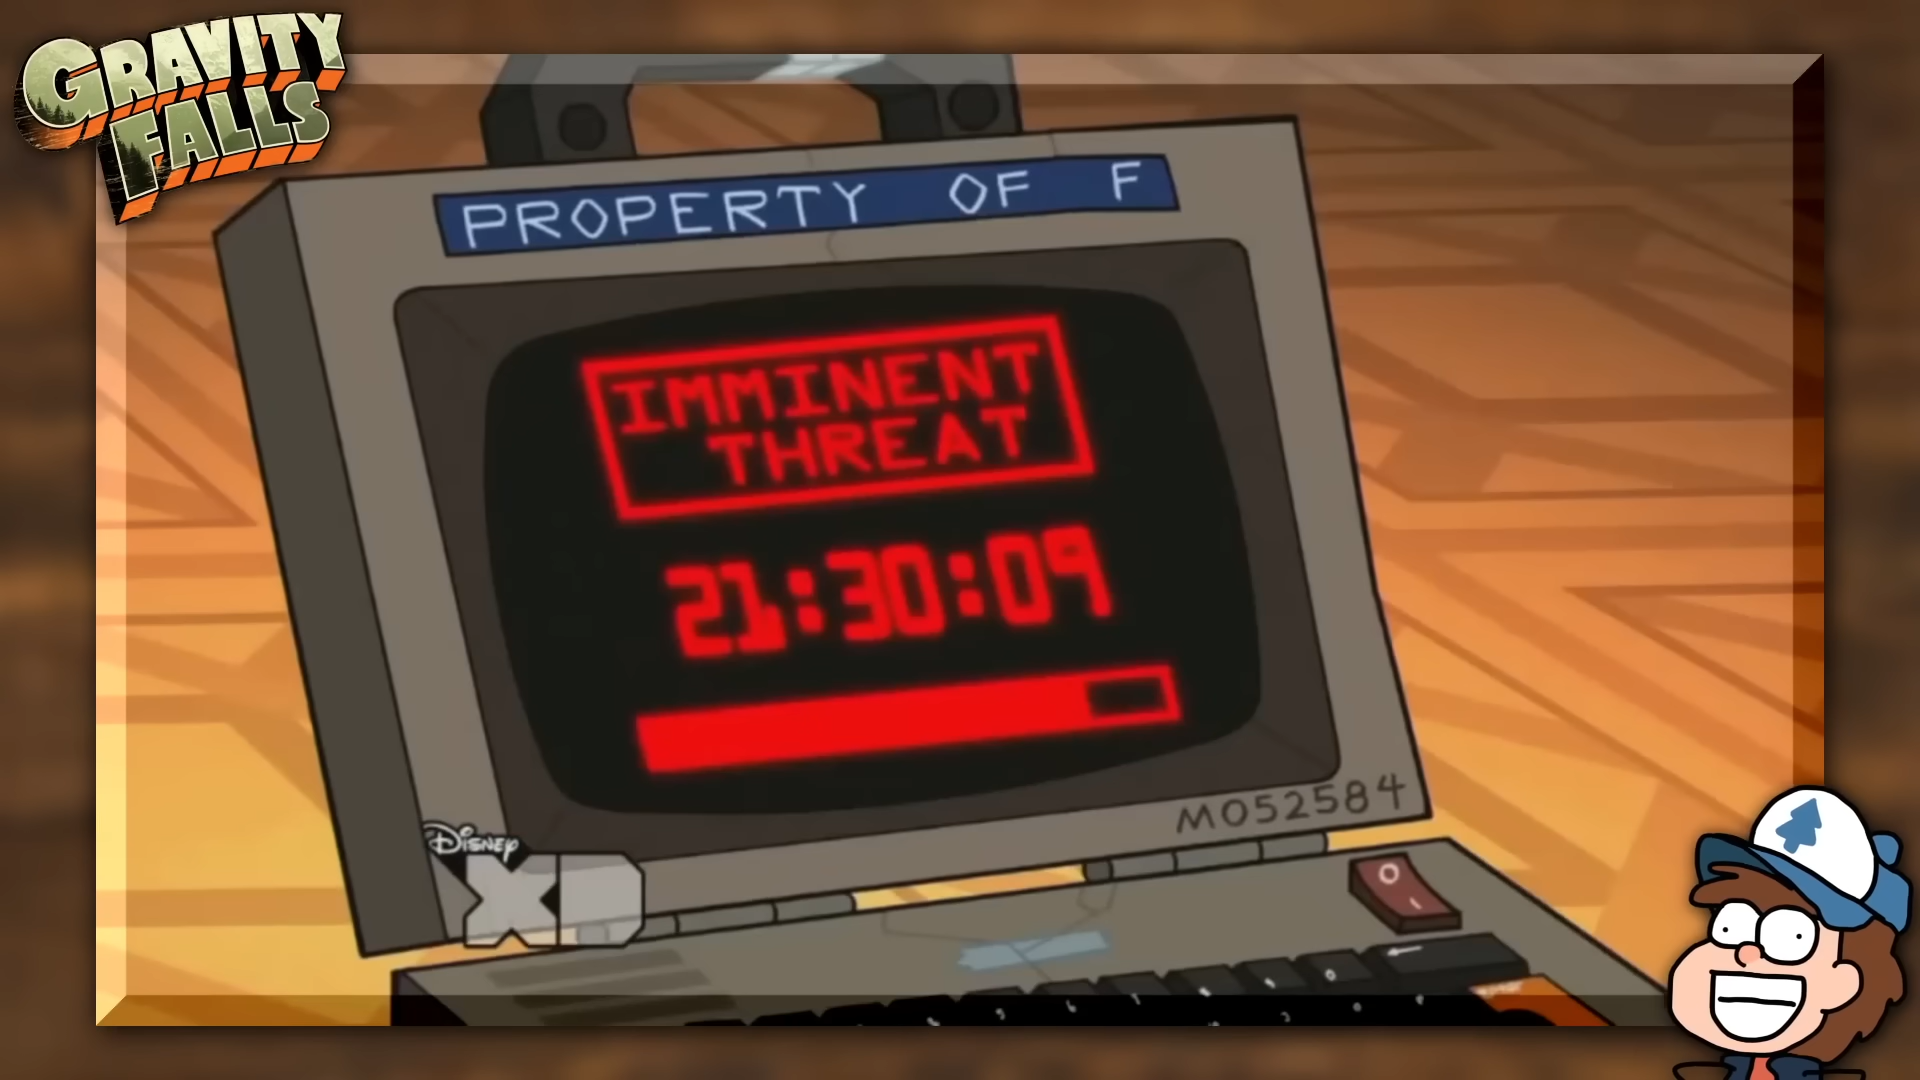 GRAVITY
FALLS
PROPERTY OF F
IMMINENT
THREAT
21:30:09
M052584
DISNEY
XD